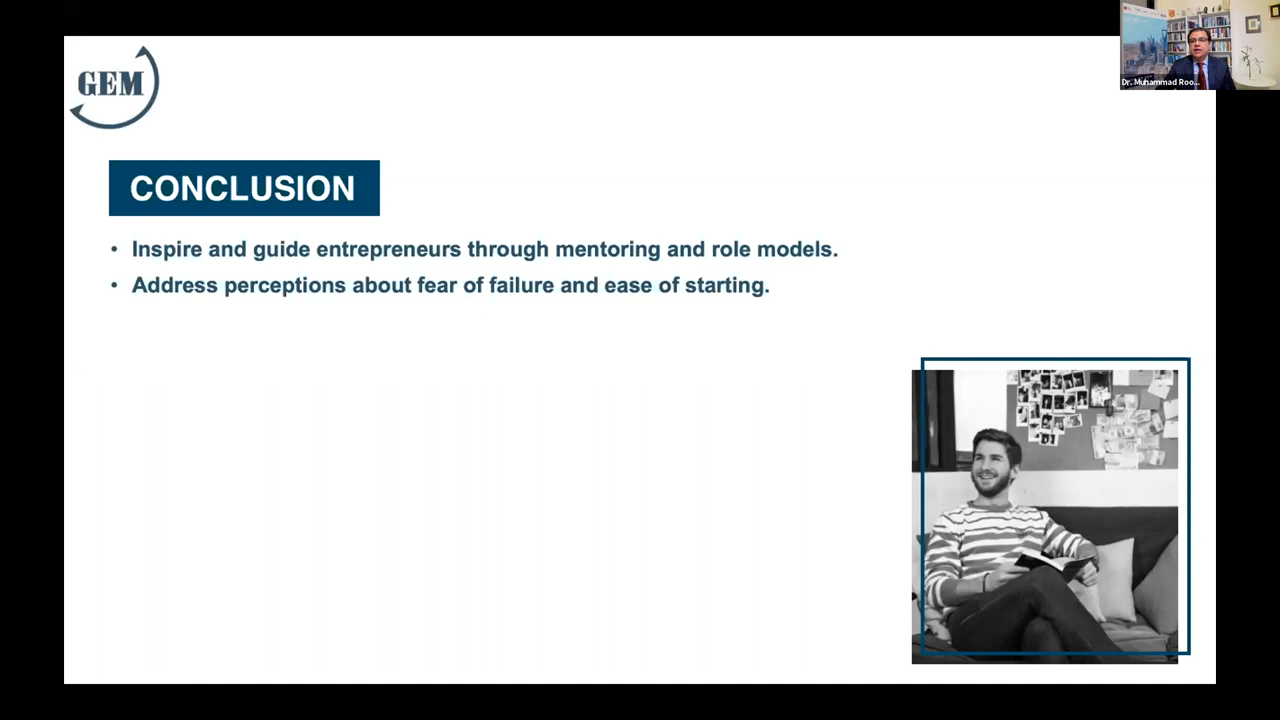 Dr. Muhammad Roo...
GEM
CONCLUSION
• Inspire and guide entrepreneurs through mentoring and role models.
• Address perceptions about fear of failure and ease of starting.